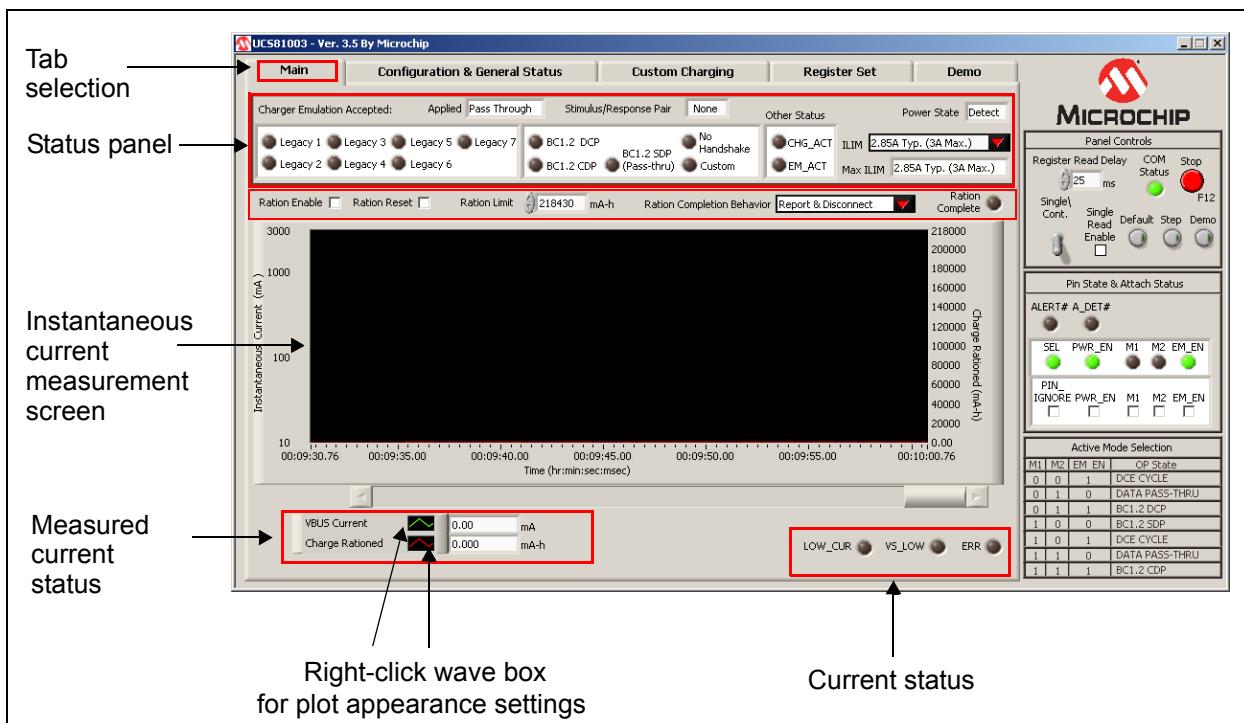 UCS81003 - Ver. 3.5 By Microchip
Tab
selection
Main
Configuration & General Status
Custom Charging
Register Set
Demo
MICROCHIP
Status panel
Charger Emulation Accepted:
Applied
Pass Through
Stimulus/Response Pair
None
Other Status
Power State
Detect
Legacy 1
Legacy 3
Legacy 5
Legacy 7
Legacy 2
Legacy 4
Legacy 6
BC1.2 DCP
BC1.2 CDP
BC1.2 SDP
(Pass-thru)
No
Handshake
Custom
CHG_ACT
EM_ACT
ILIM
2.85A Typ. (3A Max.)
Max ILIM
2.85A Typ. (3A Max.)
Ration Enable
Ration Reset
Ration Limit
218430
mA-h
Ration Completion Behavior
Report & Disconnect
Ration
Complete
Panel Controls
Register Read Delay
25
ms
COM
Status
Stop
F12
Single\
Cont.
Single
Read
Enable
Default
Step
Demo
Instantaneous
current
measurement
screen
Instantaneous Current (mA)
3000
1000
100
10
218000
200000
180000
160000
140000
120000
100000
80000
60000
40000
20000
0.00
Charge Rationed (mA-h)
00:09:30.76
00:09:35.00
00:09:40.00
00:09:45.00
00:09:50.00
00:09:55.00
00:10:00.76
Time (hr:min:sec:msec)
Pin State & Attach Status
ALERT# A_DET#
SEL PWR_EN M1 M2 EM_EN
PIN_
IGNORE PWR_EN M1 M2 EM_EN
Active Mode Selection
M1 M2 EM_EN OP State
0 0 1 DCE CYCLE
0 1 0 DATA PASS-THRU
0 1 1 BC1.2 DCP
1 0 0 BC1.2 SDP
1 0 1 DCE CYCLE
1 1 0 DATA PASS-THRU
1 1 1 BC1.2 CDP
Measured
current
status
VBUS Current
0.00
mA
Charge Rationed
0.000
mA-h
LOW_CUR
VS_LOW
ERR
Right-click wave box
for plot appearance settings
Current status